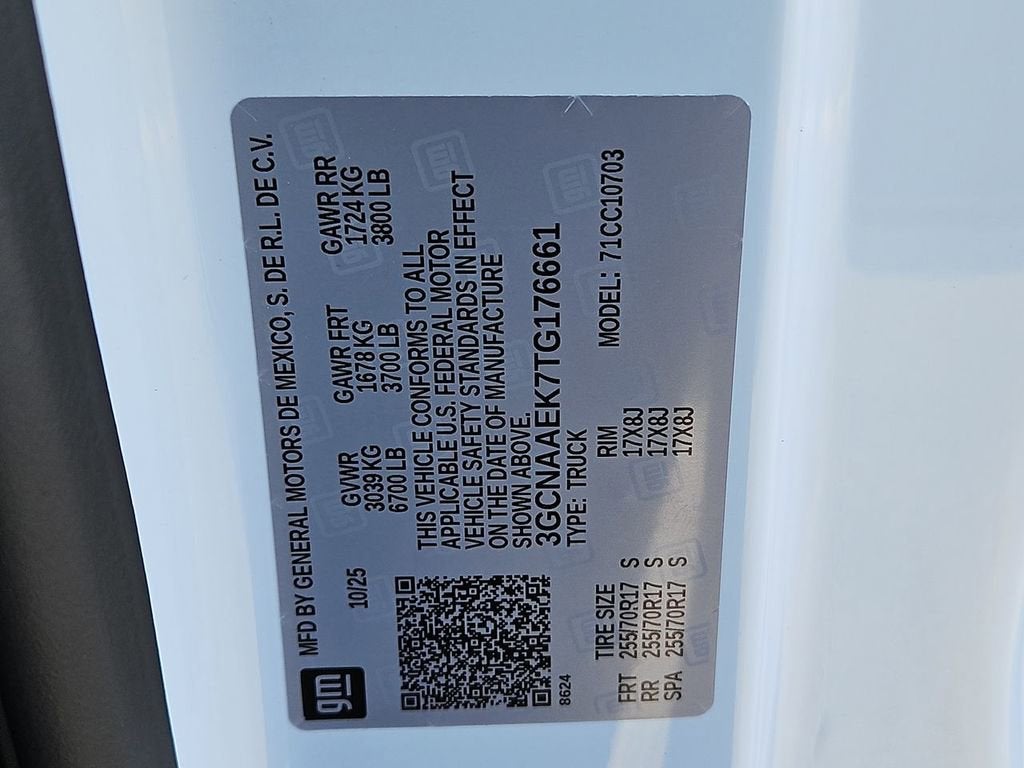 gm
MFD BY GENERAL MOTORS DE MEXICO, S. DE R.L. DE C.V.
10/25
GVWR GAWR FRT GAWR RR
3039 KG 1678 KG 1724 KG
6700 LB 3700 LB 3800 LB
THIS VEHICLE CONFORMS TO ALL
APPLICABLE U.S. FEDERAL MOTOR
VEHICLE SAFETY STANDARDS IN EFFECT
ON THE DATE OF MANUFACTURE
SHOWN ABOVE.
3GCNAAEK7TG176661
TYPE: TRUCK
8624
MODEL: 71CC10703
TIRE SIZE RIM
FRT 255/70R17 S 17X8J
RR 255/70R17 S 17X8J
SPA 255/70R17 S 17X8J